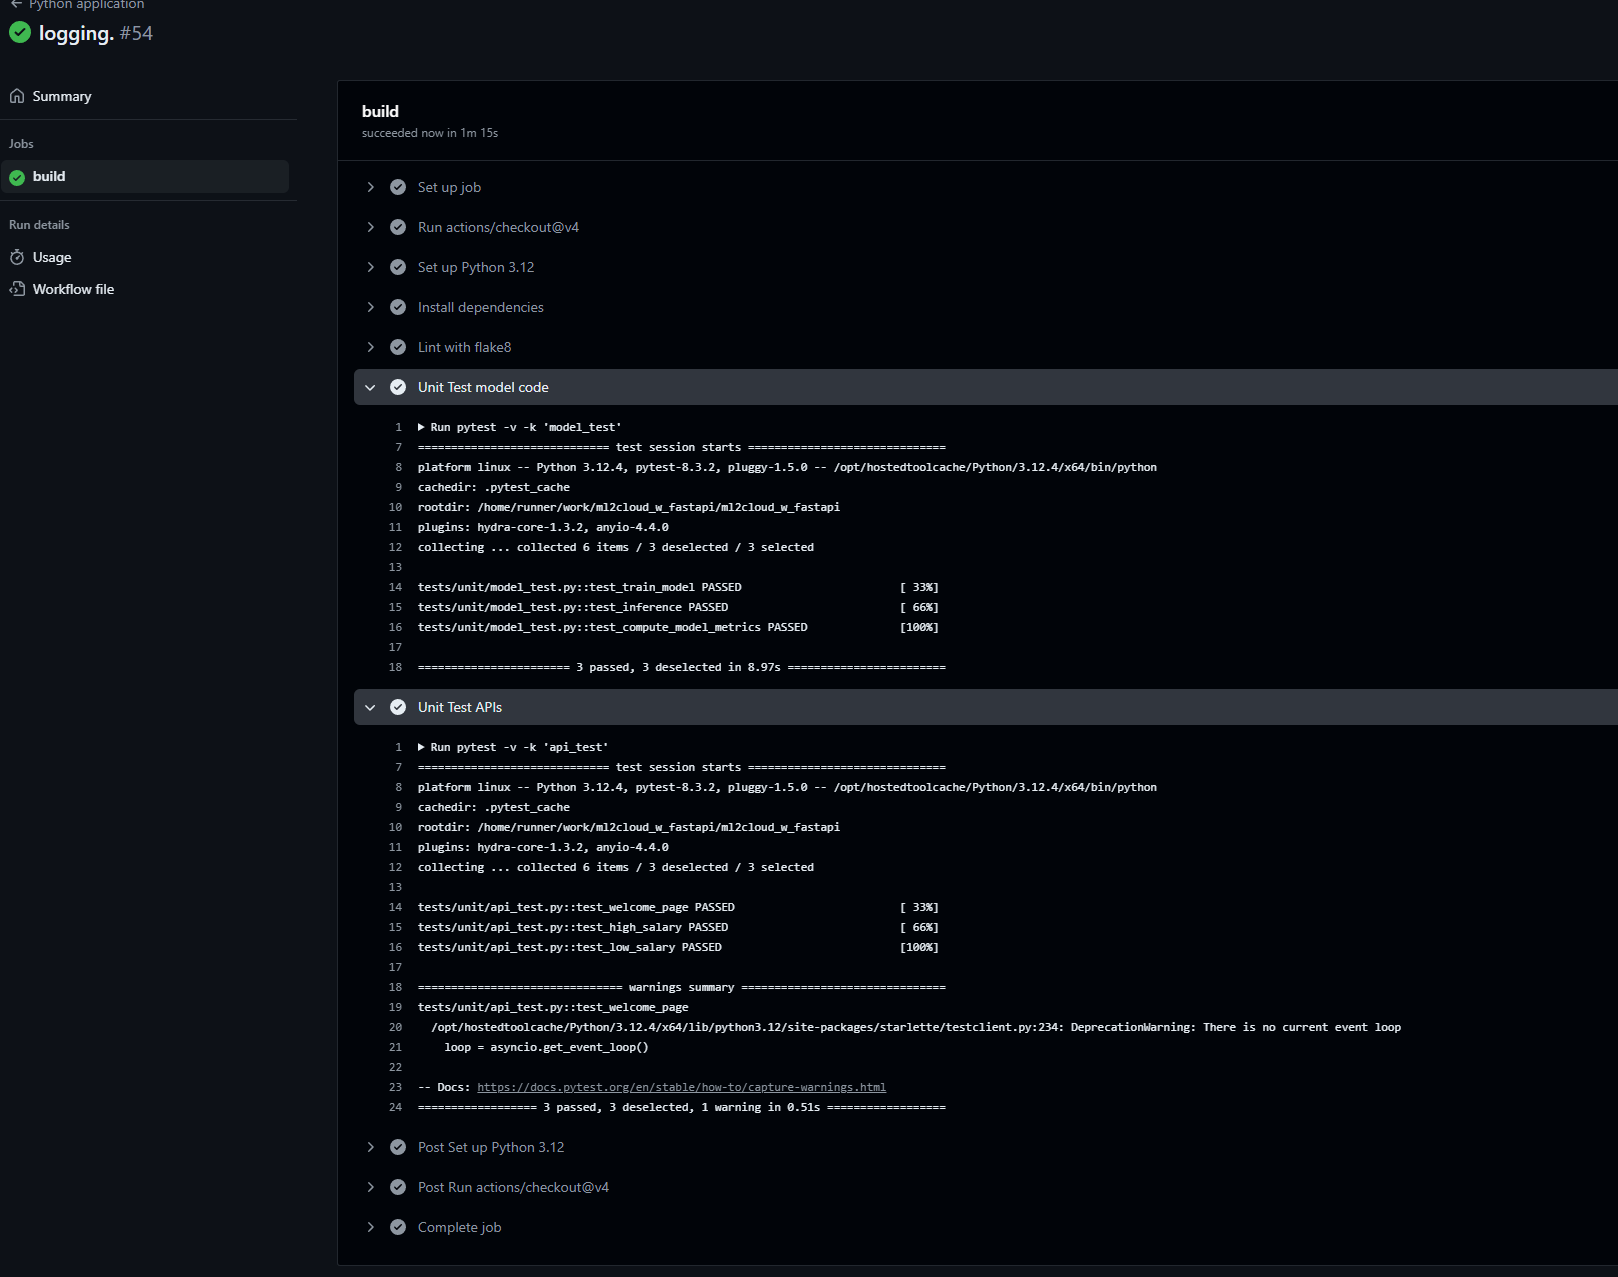 ← Python application
logging. #54
Summary
Jobs
build
Run details
Usage
Workflow file
build
succeeded now in 1m 15s
Set up job
Run actions/checkout@v4
Set up Python 3.12
Install dependencies
Lint with flake8
Unit Test model code
1 ▶ Run pytest -v -k 'model_test'
7 ============================= test session starts ==============================
8 platform linux -- Python 3.12.4, pytest-8.3.2, pluggy-1.5.0 -- /opt/hostedtoolcache/Python/3.12.4/x64/bin/python
9 cachedir: .pytest_cache
10 rootdir: /home/runner/work/ml2cloud_w_fastapi/ml2cloud_w_fastapi
11 plugins: hydra-core-1.3.2, anyio-4.4.0
12 collecting ... collected 6 items / 3 deselected / 3 selected
13
14 tests/unit/model_test.py::test_train_model PASSED [ 33%]
15 tests/unit/model_test.py::test_inference PASSED [ 66%]
16 tests/unit/model_test.py::test_compute_model_metrics PASSED [100%]
17
18 ======================= 3 passed, 3 deselected in 8.97s ========================
Unit Test APIs
1 ▶ Run pytest -v -k 'api_test'
7 ============================= test session starts ==============================
8 platform linux -- Python 3.12.4, pytest-8.3.2, pluggy-1.5.0 -- /opt/hostedtoolcache/Python/3.12.4/x64/bin/python
9 cachedir: .pytest_cache
10 rootdir: /home/runner/work/ml2cloud_w_fastapi/ml2cloud_w_fastapi
11 plugins: hydra-core-1.3.2, anyio-4.4.0
12 collecting ... collected 6 items / 3 deselected / 3 selected
13
14 tests/unit/api_test.py::test_welcome_page PASSED [ 33%]
15 tests/unit/api_test.py::test_high_salary PASSED [ 66%]
16 tests/unit/api_test.py::test_low_salary PASSED [100%]
17
18 =============================== warnings summary ===============================
19 tests/unit/api_test.py::test_welcome_page
20 /opt/hostedtoolcache/Python/3.12.4/x64/lib/python3.12/site-packages/starlette/testclient.py:234: DeprecationWarning: There is no current event loop
21 loop = asyncio.get_event_loop()
22
23 -- Docs: https://docs.pytest.org/en/stable/how-to/capture-warnings.html
24 ================== 3 passed, 3 deselected, 1 warning in 0.51s ==================
Post Set up Python 3.12
Post Run actions/checkout@v4
Complete job